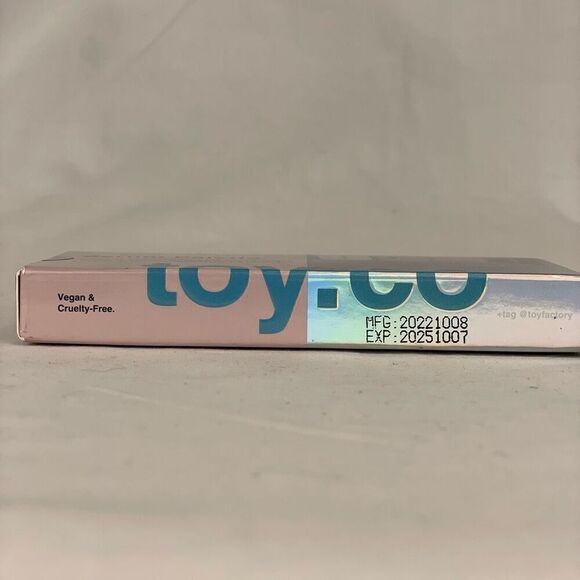 toy.co
Vegan &
Cruelty-Free.
MFG:20221008
EXP:20251007
+tag @toyfactory